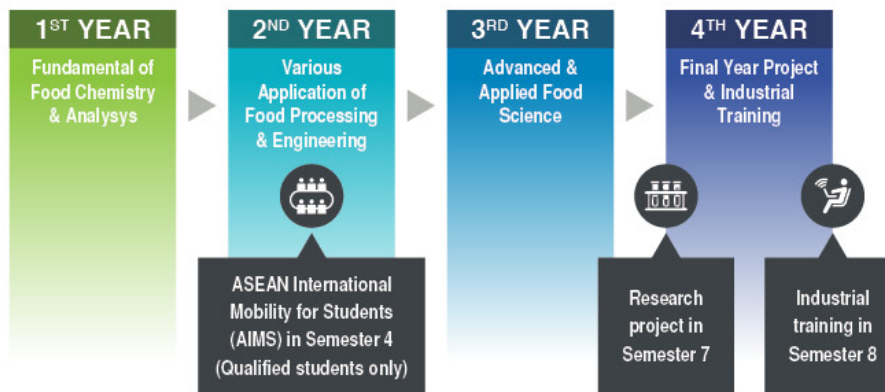 1ST YEAR
Fundamental of
Food Chemistry
& Analysys
2ND YEAR
Various
Application of
Food Processing
& Engineering
ASEAN International
Mobility for Students
(AIMS) in Semester 4
(Qualified students only)
3RD YEAR
Advanced &
Applied Food
Science
4TH YEAR
Final Year Project
& Industrial
Training
Research
project in
Semester 7
Industrial
training in
Semester 8